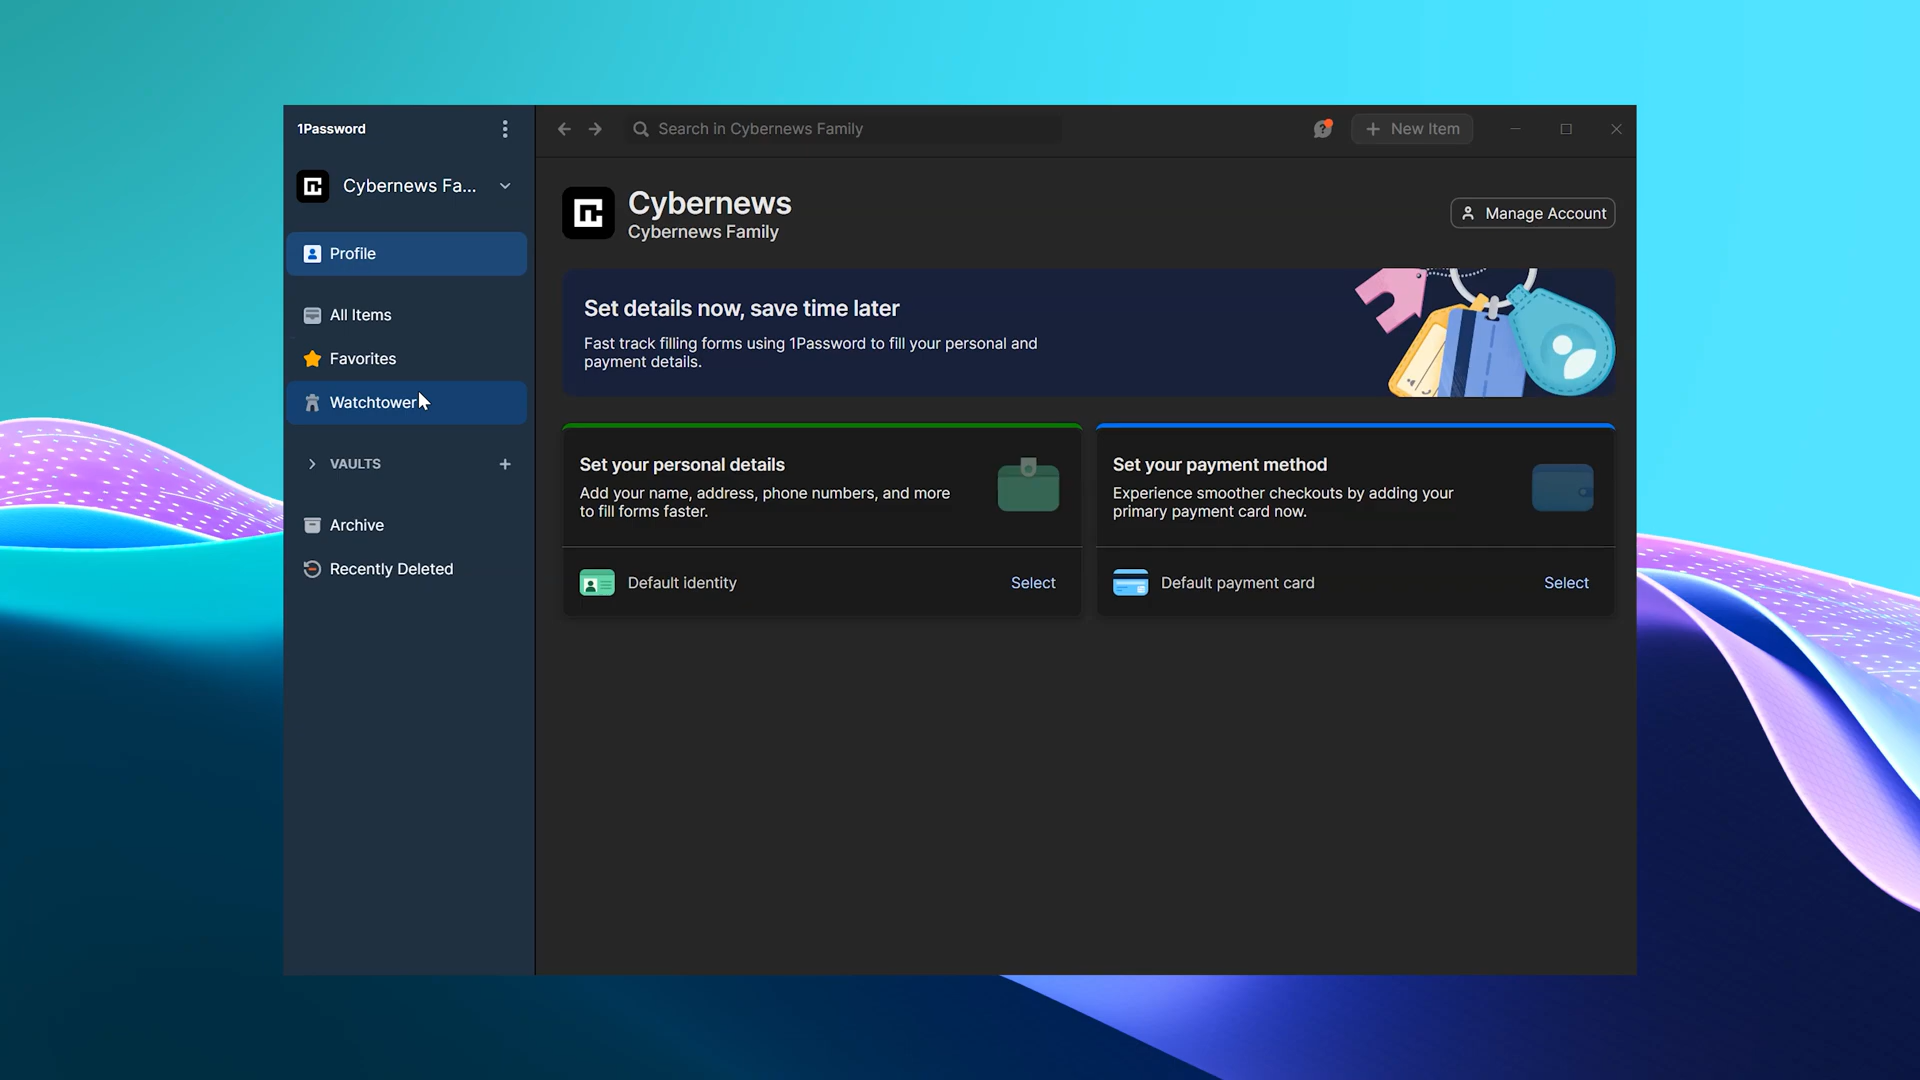 1Password
Search in Cybernews Family
New Item
Cybernews Fa...
Profile
All Items
Favorites
Watchtower
VAULTS
Archive
Recently Deleted
Cybernews
Cybernews Family
Manage Account
Set details now, save time later
Fast track filling forms using 1Password to fill your personal and
payment details.
Set your personal details
Add your name, address, phone numbers, and more
to fill forms faster.
Default identity
Select
Set your payment method
Experience smoother checkouts by adding your
primary payment card now.
Default payment card
Select